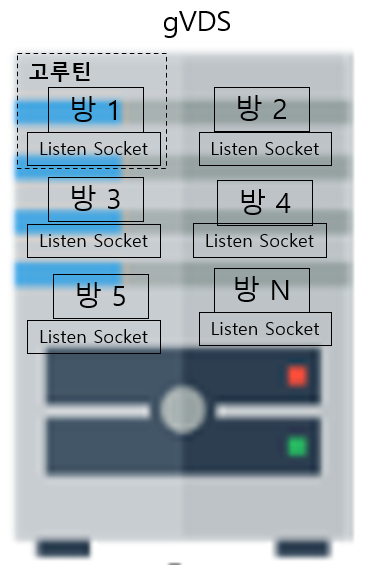 gVDS
고루틴
방 1
Listen Socket
방 2
Listen Socket
방 3
Listen Socket
방 4
Listen Socket
방 5
Listen Socket
방 N
Listen Socket